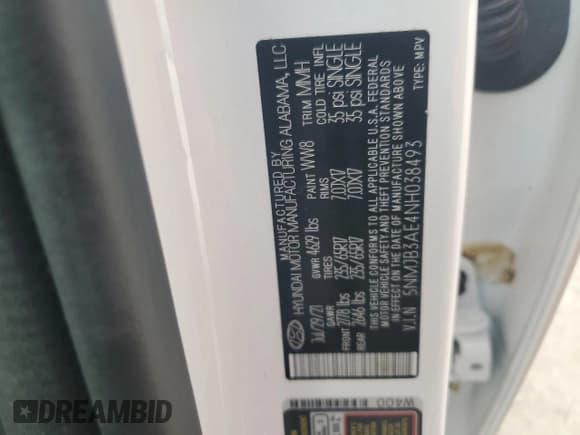 MANUFACTURED BY
HYUNDAI MOTOR MANUFACTURING ALABAMA, LLC
Jul/29/21 GVWR 4629 lbs PAINT WW8 TRIM MMH
GAWR TIRES RIMS COLD TIRE INFL
FRONT 2778 lbs 235/65R17 7.0JX17 35 psi SINGLE
REAR 2646 lbs 235/65R17 7.0JX17 35 psi SINGLE
THIS VEHICLE CONFORMS TO ALL APPLICABLE U.S.A. FEDERAL
MOTOR VEHICLE SAFETY AND THEFT PREVENTION STANDARDS
IN EFFECT ON THE DATE OF MANUFACTURE SHOWN ABOVE
V.I.N 5NMJB3AE4NH038493
TYPE: MPV
W400
DREAMBID